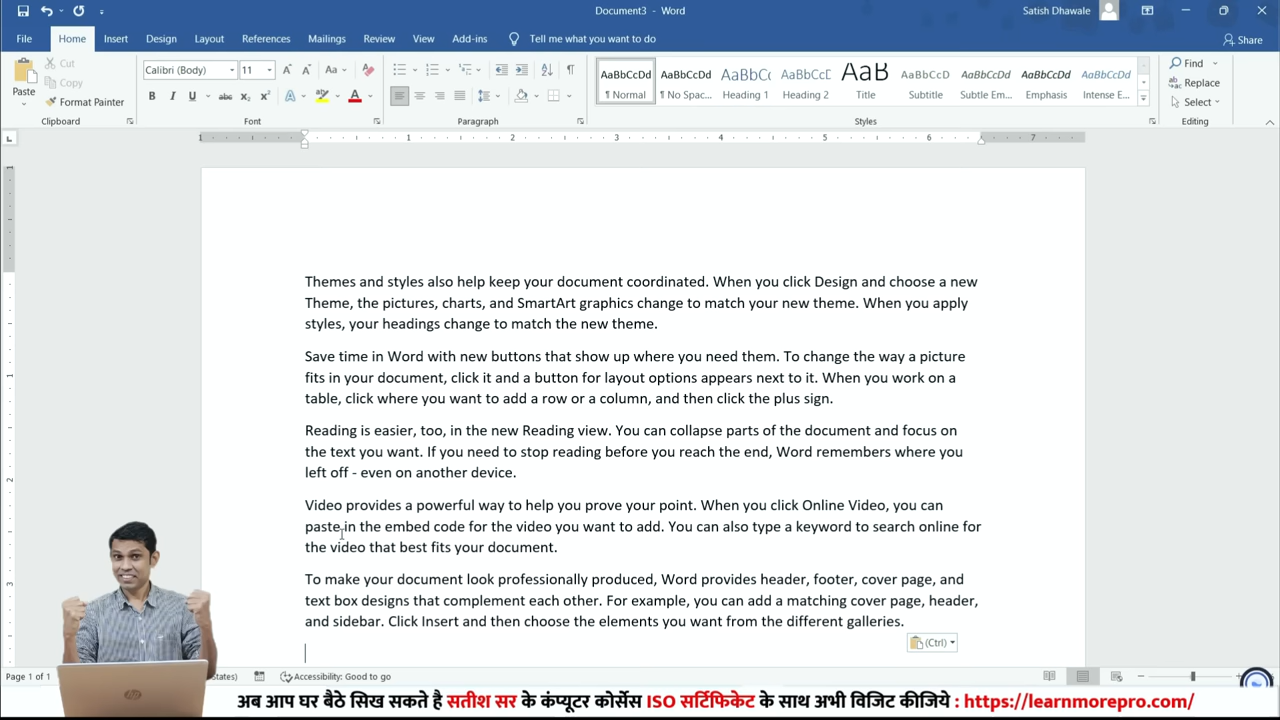 Document3 - Word
Satish Dhawale
File Home Insert Design Layout References Mailings Review View Add-ins Tell me what you want to do Share
Paste
Cut
Copy
Format Painter
Clipboard
Calibri (Body) 11
Font
Paragraph
AaBbCcDd AaBbCcDd AaBbC( AaBbCcD AaB AaBbCcD AaBbCcDd AaBbCcDd AaBbCcDd
¶ Normal ¶ No Spac... Heading 1 Heading 2 Title Subtitle Subtle Em... Emphasis Intense E...
Styles
Find
Replace
Select
Editing
1 1 2 3 4 5 6 7
Themes and styles also help keep your document coordinated. When you click Design and choose a new
Theme, the pictures, charts, and SmartArt graphics change to match your new theme. When you apply
styles, your headings change to match the new theme.
Save time in Word with new buttons that show up where you need them. To change the way a picture
fits in your document, click it and a button for layout options appears next to it. When you work on a
table, click where you want to add a row or a column, and then click the plus sign.
Reading is easier, too, in the new Reading view. You can collapse parts of the document and focus on
the text you want. If you need to stop reading before you reach the end, Word remembers where you
left off - even on another device.
Video provides a powerful way to help you prove your point. When you click Online Video, you can
paste in the embed code for the video you want to add. You can also type a keyword to search online for
the video that best fits your document.
To make your document look professionally produced, Word provides header, footer, cover page, and
text box designs that complement each other. For example, you can add a matching cover page, header,
and sidebar. Click Insert and then choose the elements you want from the different galleries.
(Ctrl)
Page 1 of 1 States) Accessibility: Good to go
अब आप घर बैठे सिख सकते है सतीश सर के कंप्यूटर कोर्सेस ISO सर्टिफिकेट के साथ अभी विजिट कीजिये : https://learnmorepro.com/